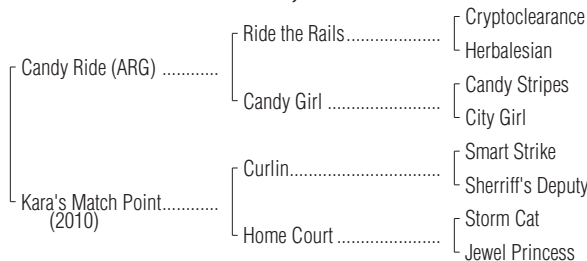 Cryptoclearance
Ride the Rails
Herbalesian
Candy Ride (ARG)
Candy Stripes
Candy Girl
City Girl
Smart Strike
Curlin
Sherriff's Deputy
Kara's Match Point
(2010)
Storm Cat
Home Court
Jewel Princess